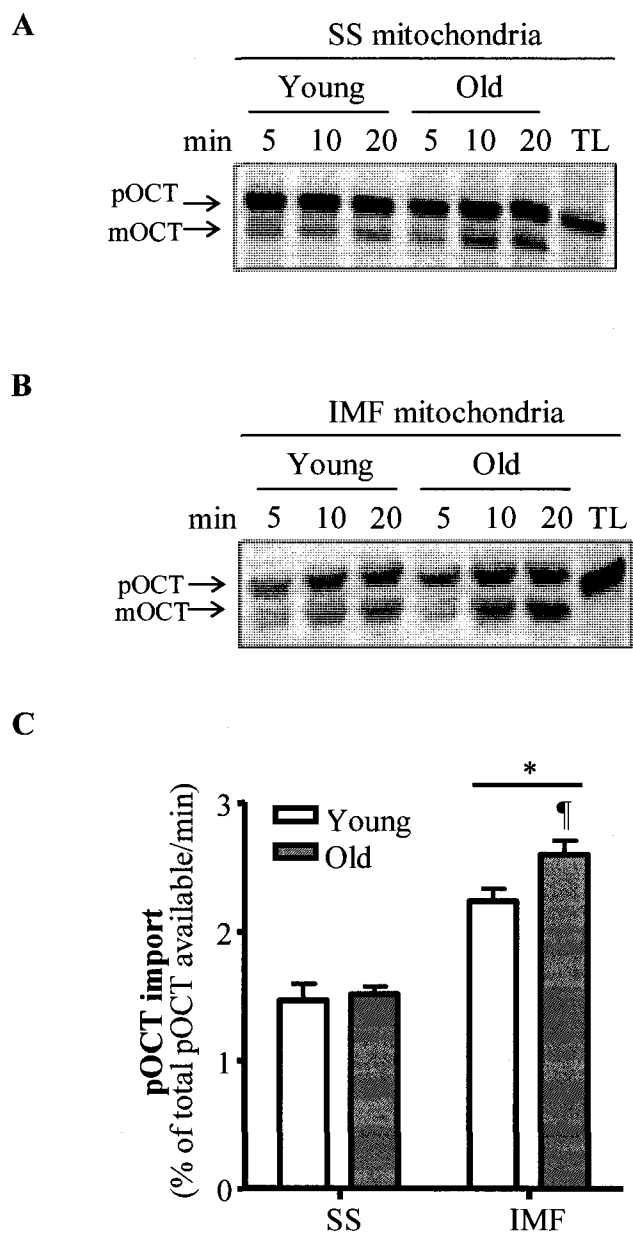 A
SS mitochondria
Young Old
min 5 10 20 5 10 20 TL
pOCT
mOCT
B
IMF mitochondria
Young Old
min 5 10 20 5 10 20 TL
pOCT
mOCT
C
pOCT import
(% of total pOCT available/min)
*
3
Young
¶
Old
2
1
0
SS IMF